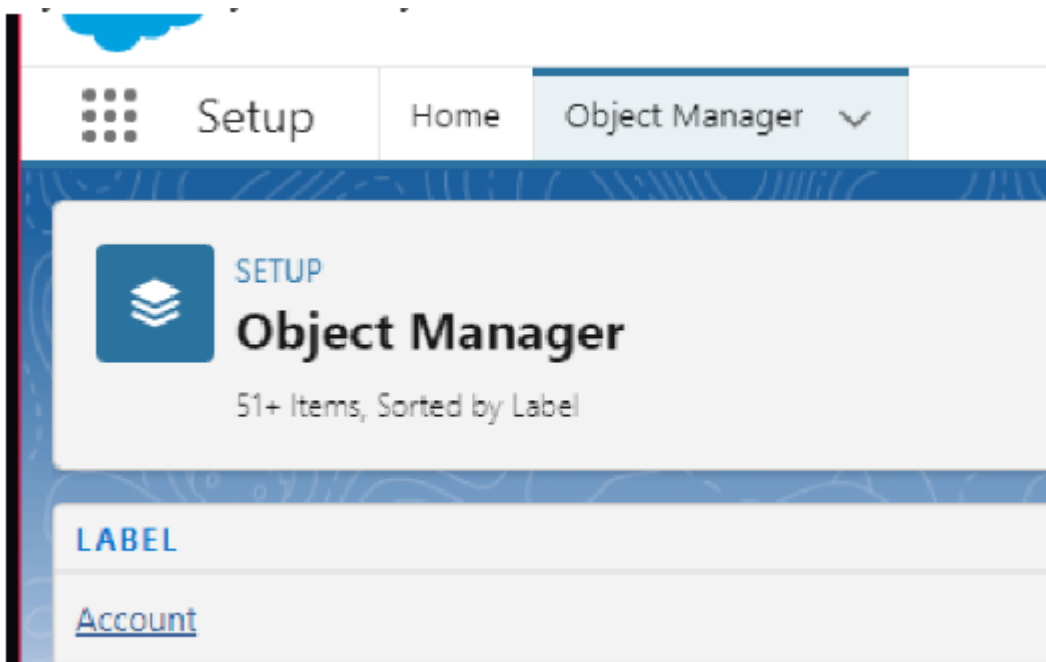 Setup Home Object Manager
SETUP
Object Manager
51+ Items, Sorted by Label
LABEL
Account